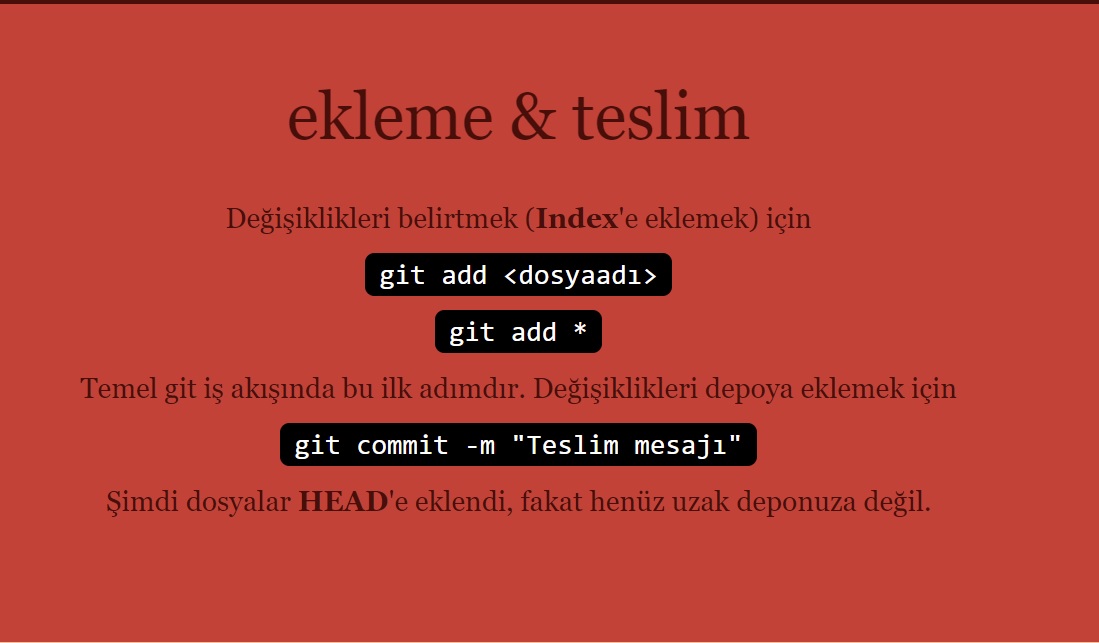 ekleme & teslim
Değişiklikleri belirtmek (Index'e eklemek) için
git add <dosyaadı>
git add *
Temel git iş akışında bu ilk adımdır. Değişiklikleri depoya eklemek için
git commit -m "Teslim mesajı"
Şimdi dosyalar HEAD'e eklendi, fakat henüz uzak deponuza değil.